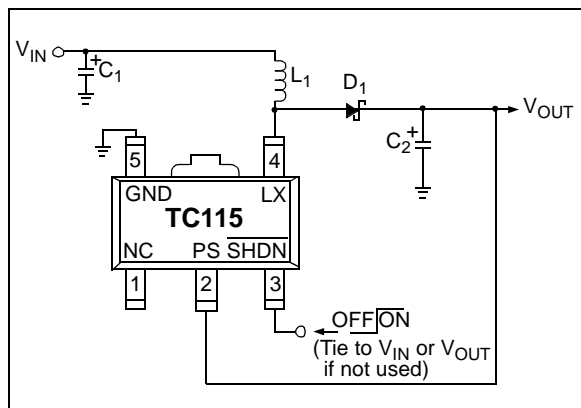 VIN
+
C1
L1
D1
VOUT
C2
+
5
4
GND
LX
TC115
NC
PS
SHDN
1
2
3
OFF ON
(Tie to VIN or VOUT
if not used)